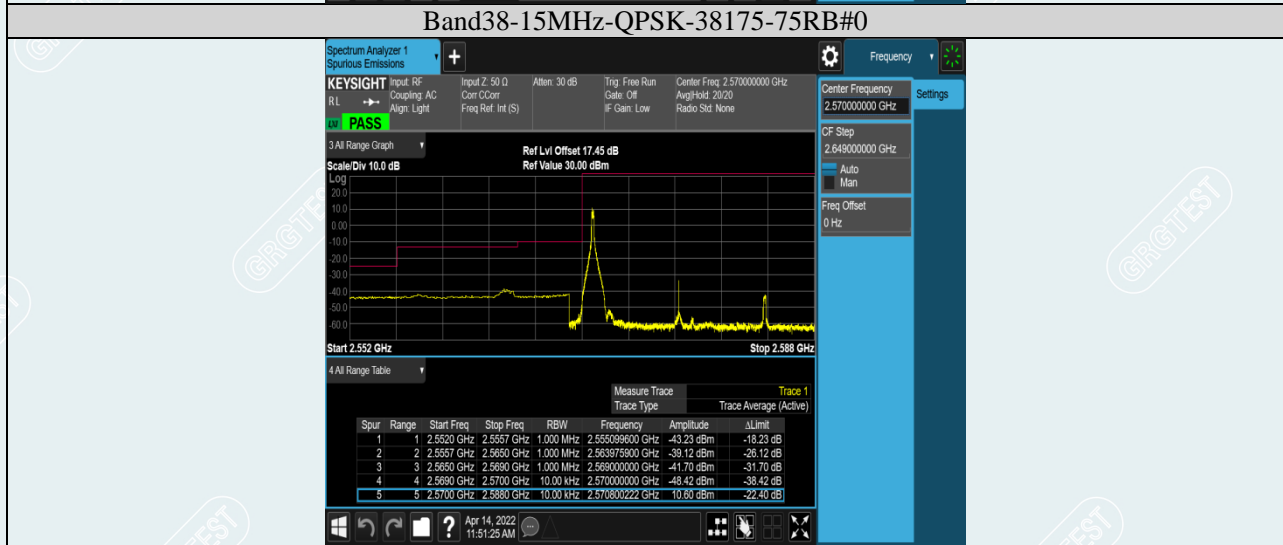 Band38-15MHz-QPSK-38175-75RB#0
Spectrum Analyzer 1
Spurious Emissions
+
Frequency
KEYSIGHT Input: RF Input Z: 50 Ω Atten: 30 dB Trig: Free Run Center Freq: 2.570000000 GHz
RL Coupling: AC Corr CCorr Gate: Off Avg|Hold: 20/20
Align: Light Freq Ref: Int (S) IF Gain: Low Radio Std: None
LXI PASS
Center Frequency
2.570000000 GHz
Settings
CF Step
2.649000000 GHz
Auto
Man
Freq Offset
0 Hz
3 All Range Graph
Ref Lvl Offset 17.45 dB
Scale/Div 10.0 dB Ref Value 30.00 dBm
Log
20.0
10.0
0.00
-10.0
-20.0
-30.0
-40.0
-50.0
-60.0
Start 2.552 GHz Stop 2.588 GHz
4 All Range Table
Measure Trace Trace 1
Trace Type Trace Average (Active)
Spur Range Start Freq Stop Freq RBW Frequency Amplitude ΔLimit
1 1 2.5520 GHz 2.5557 GHz 1.000 MHz 2.555099600 GHz -43.23 dBm -18.23 dB
2 2 2.5557 GHz 2.5650 GHz 1.000 MHz 2.563975900 GHz -39.12 dBm -26.12 dB
3 3 2.5650 GHz 2.5690 GHz 1.000 MHz 2.569000000 GHz -41.70 dBm -31.70 dB
4 4 2.5690 GHz 2.5700 GHz 10.00 kHz 2.570000000 GHz -48.42 dBm -38.42 dB
5 5 2.5700 GHz 2.5880 GHz 10.00 kHz 2.570800222 GHz 10.60 dBm -22.40 dB
?
Apr 14, 2022
11:51:25 AM
GRGTEST
GRGTEST
GRGTEST